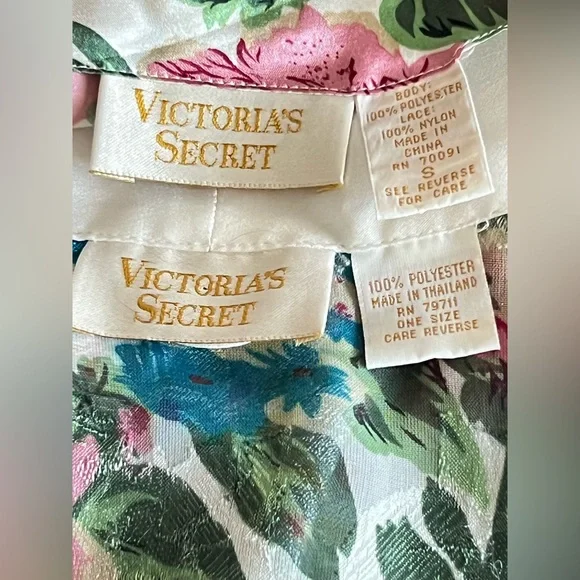 VICTORIA'S
SECRET
BODY:
100% POLYESTER
LACE:
100% NYLON
MADE IN
CHINA
RN 70091
S
SEE REVERSE
FOR CARE
VICTORIA'S
SECRET
100% POLYESTER
MADE IN THAILAND
RN 79711
ONE SIZE
CARE REVERSE